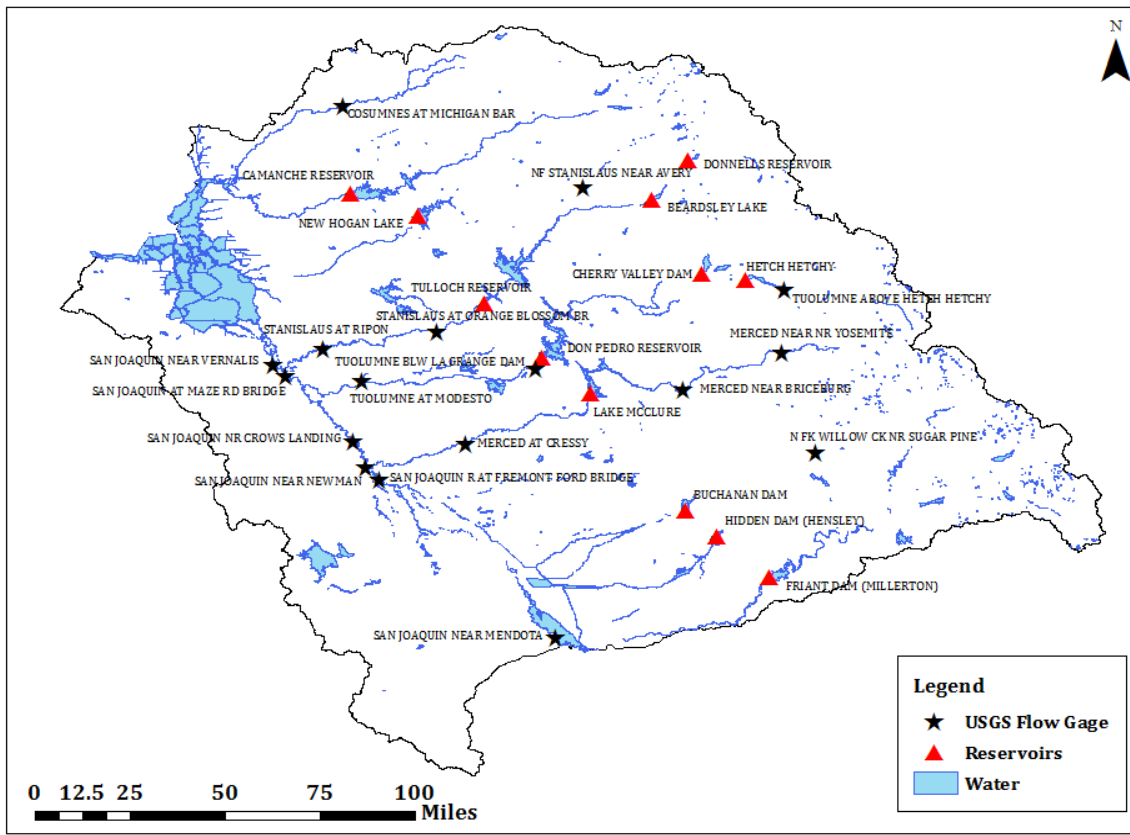 N
COSUMNES AT MICHIGAN BAR
DONNELLS RESERVOIR
CAMANCHE RESERVOIR
NF STANISLAUS NEAR AVERY
BEARDSLEY LAKE
NEW HOGAN LAKE
CHERRY VALLEY DAM
HETCH HETCHY
TULLOCH RESERVOIR
TUOLUMNE ABOVE HETCH HETCHY
STANISLAUS AT ORANGE BLOSSOM BR
STANISLAUS AT RIPON
MERCED NEAR NR YOSEMITE
DON PEDRO RESERVOIR
SAN JOAQUIN NEAR VERNALIS
TUOLUMNE BLW LA GRANGE DAM
SAN JOAQUIN AT MAZE RD BRIDGE
MERCED NEAR BRICEBURG
TUOLUMNE AT MODESTO
LAKE MCCLURE
SAN JOAQUIN NR CROWS LANDING
MERCED AT CRESSY
N FK WILLOW CK NR SUGAR PINE
SAN JOAQUIN NEAR NEWMAN
SAN JOAQUIN R AT FREMONT FORD BRIDGE
BUCHANAN DAM
HIDDEN DAM (HENSLEY)
FRIANT DAM (MILLERTON)
SAN JOAQUIN NEAR MENDOTA
Legend
USGS Flow Gage
Reservoirs
Water
0 12.5 25 50 75 100
Miles